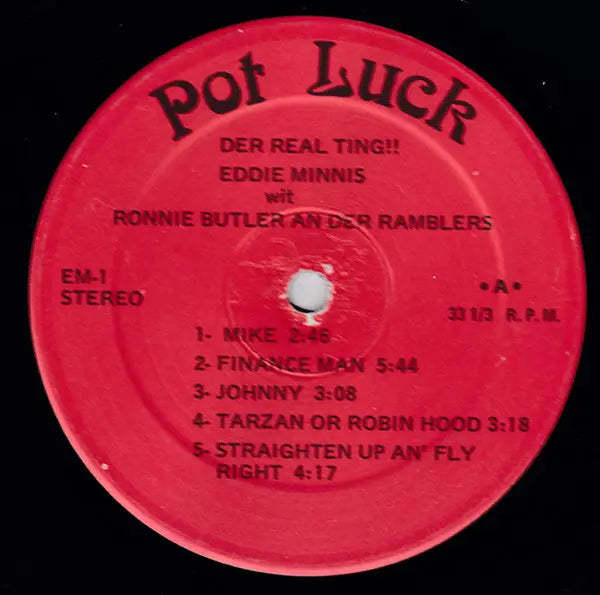 Pot Luck
DER REAL TING!!
EDDIE MINNIS
wit
RONNIE BUTLER AN DER RAMBLERS
EM-1
STEREO
•A•
33 1/3 R.P.M.
1- MIKE 2:46
2- FINANCE MAN 5:44
3- JOHNNY 3:08
4- TARZAN OR ROBIN HOOD 3:18
5- STRAIGHTEN UP AN' FLY
RIGHT 4:17